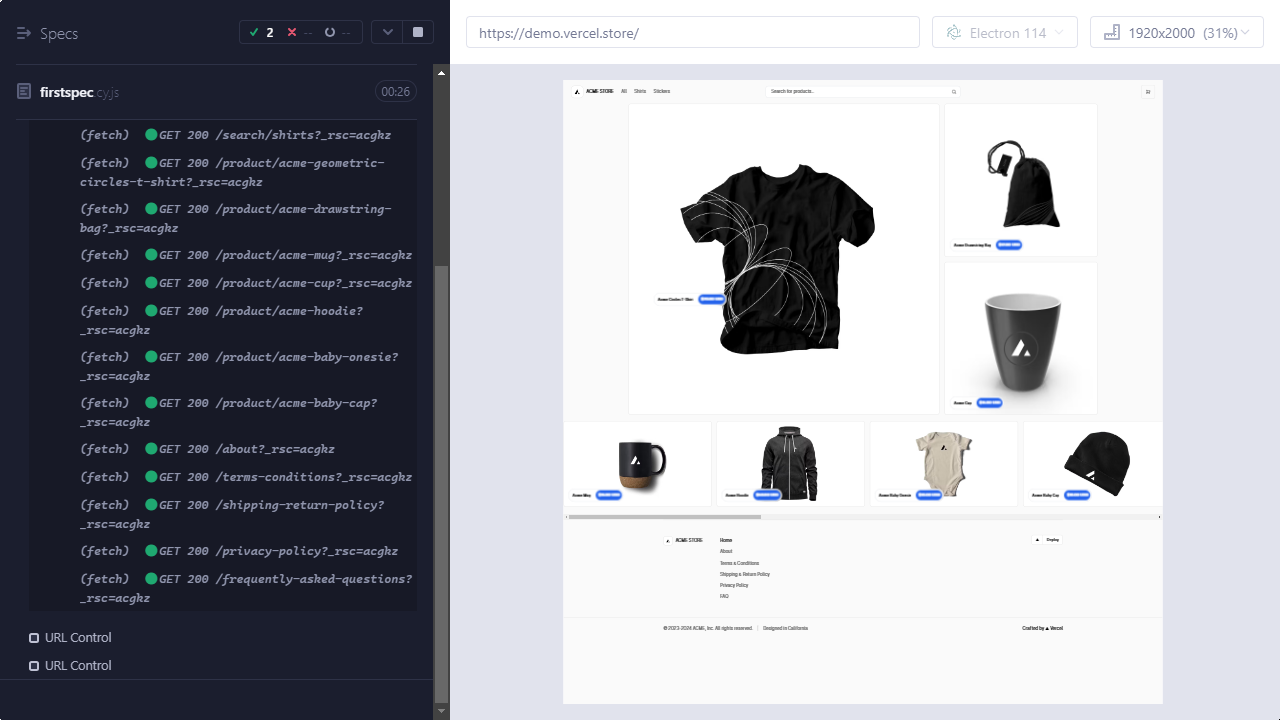 Specs
2
--
--
firstspec.cy.js
00:26
(fetch) GET 200 /search/shirts?_rsc=acghz
(fetch) GET 200 /product/acme-geometric-
circles-t-shirt?_rsc=acghz
(fetch) GET 200 /product/acme-drawstring-
bag?_rsc=acghz
(fetch) GET 200 /product/acme-mug?_rsc=acghz
(fetch) GET 200 /product/acme-cup?_rsc=acghz
(fetch) GET 200 /product/acme-hoodie?
_rsc=acghz
(fetch) GET 200 /product/acme-baby-onesie?
_rsc=acghz
(fetch) GET 200 /product/acme-baby-cap?
_rsc=acghz
(fetch) GET 200 /about?_rsc=acghz
(fetch) GET 200 /terms-conditions?_rsc=acghz
(fetch) GET 200 /shipping-return-policy?
_rsc=acghz
(fetch) GET 200 /privacy-policy?_rsc=acghz
(fetch) GET 200 /frequently-asked-questions?
_rsc=acghz
URL Control
URL Control
https://demo.vercel.store/
Electron 114
1920x2000 (31%)
ACME STORE All Shirts Stickers
Search for products...
Acme Circles T-Shirt
Acme Drawstring Bag
Acme Cup
Acme Mug
Acme Hoodie
Acme Baby Onesie
Acme Baby Cap
ACME STORE
Home
About
Terms & Conditions
Shipping & Return Policy
Privacy Policy
FAQ
Deploy
© 2023-2024 ACME, Inc. All rights reserved.
Designed in California
Crafted by ▲ Vercel